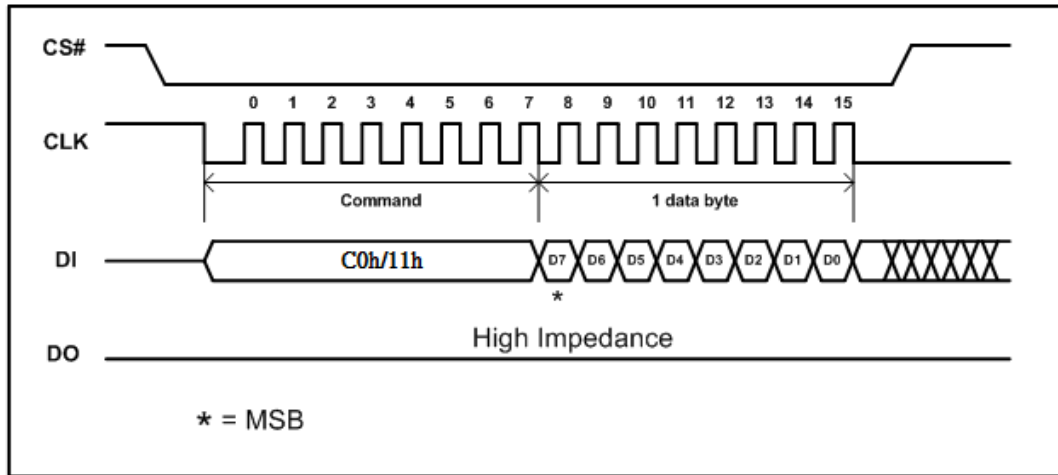 CS#
0 1 2 3 4 5 6 7 8 9 10 11 12 13 14 15
CLK
Command 1 data byte
DI C0h/11h D7 D6 D5 D4 D3 D2 D1 D0
*
High Impedance
DO
* = MSB